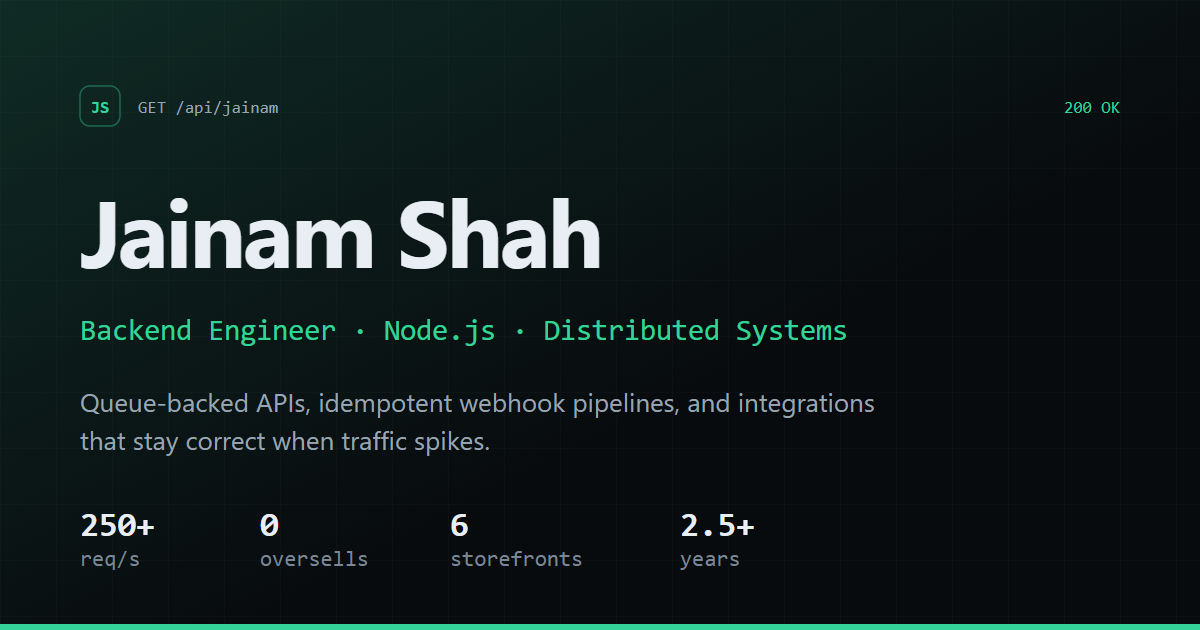 JS GET /api/jainam 200 OK
Jainam Shah
Backend Engineer · Node.js · Distributed Systems
Queue-backed APIs, idempotent webhook pipelines, and integrations
that stay correct when traffic spikes.
250+ 0 6 2.5+
req/s oversells storefronts years